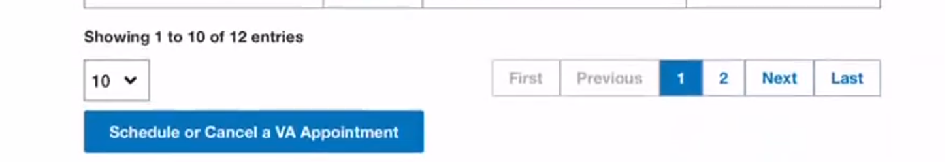 Showing 1 to 10 of 12 entries
10
First Previous 1 2 Next Last
Schedule or Cancel a VA Appointment